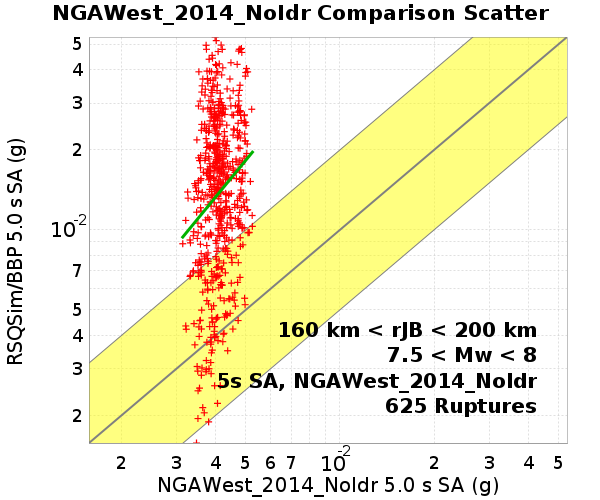 NGAWest_2014_NoIdr Comparison Scatter
RSQSim/BBP 5.0 s SA (g)
5
4
3
2
10-2
7
5
4
3
2
160 km < rJB < 200 km
7.5 < Mw < 8
5s SA, NGAWest_2014_NoIdr
625 Ruptures
2 3 4 5 6 7 10-2 2 3 4 5
NGAWest_2014_NoIdr 5.0 s SA (g)